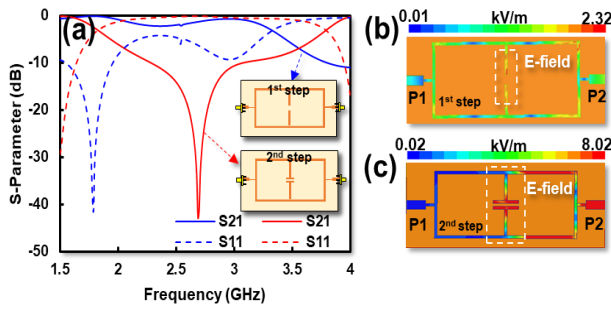 (a)
0
-10
-20
-30
-40
-50
S-Parameter (dB)
1.5
2
2.5
3
3.5
4
Frequency (GHz)
1st step
2nd step
S21
S21
S11
S11
(b)
0.01
kV/m
2.32
E-field
P1
P2
1st step
(c)
0.02
kV/m
8.02
E-field
P1
P2
2nd step